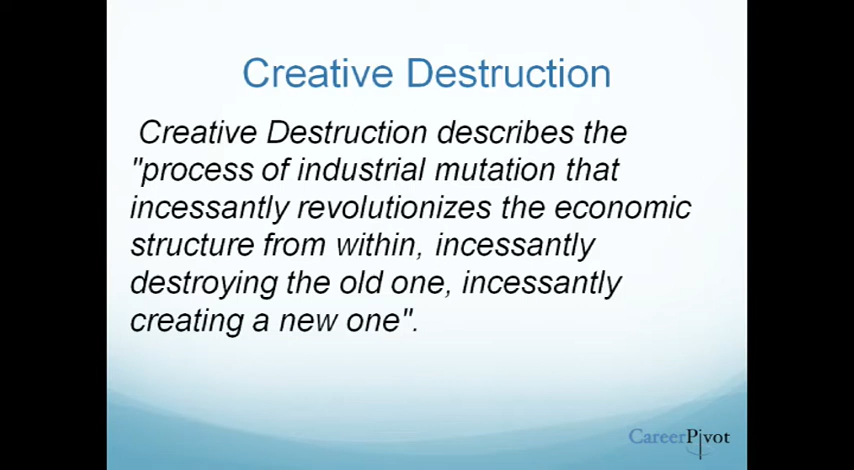 Creative Destruction
Creative Destruction describes the
"process of industrial mutation that
incessantly revolutionizes the economic
structure from within, incessantly
destroying the old one, incessantly
creating a new one".
CareerPivot